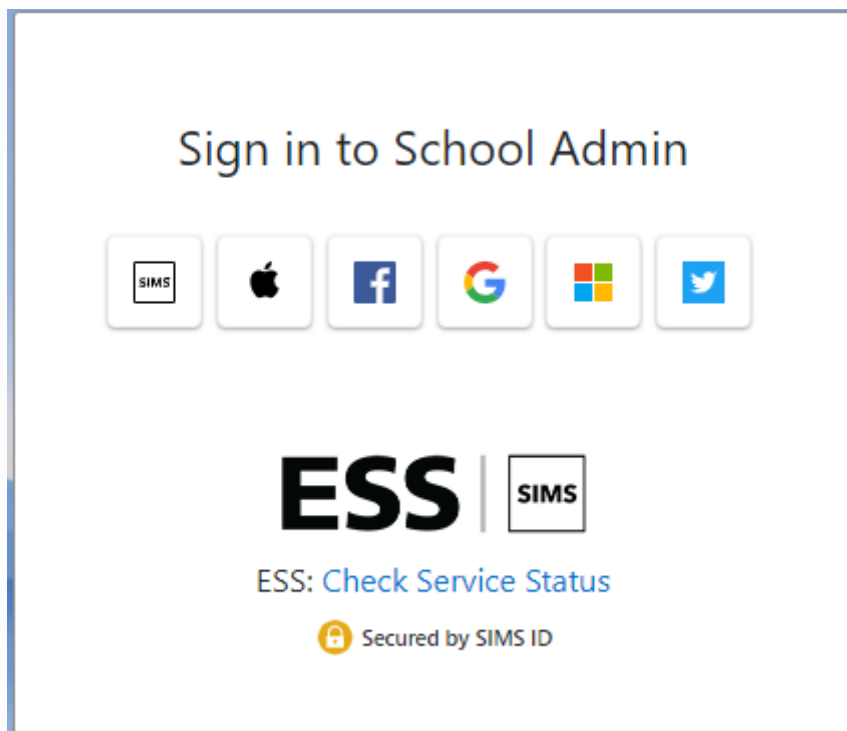 Sign in to School Admin
SIMS
ESS SIMS
ESS: Check Service Status
Secured by SIMS ID